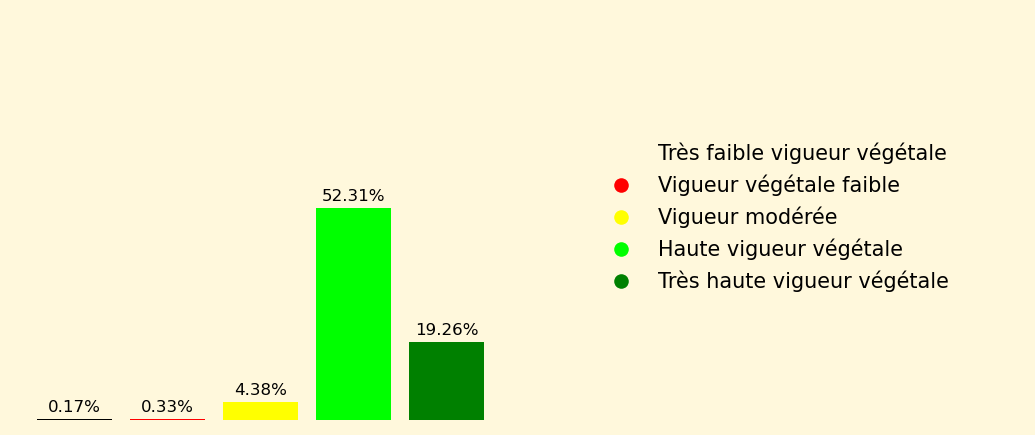 52.31%
19.26%
4.38%
0.17%
0.33%
Très faible vigueur végétale
Vigueur végétale faible
Vigueur modérée
Haute vigueur végétale
Très haute vigueur végétale